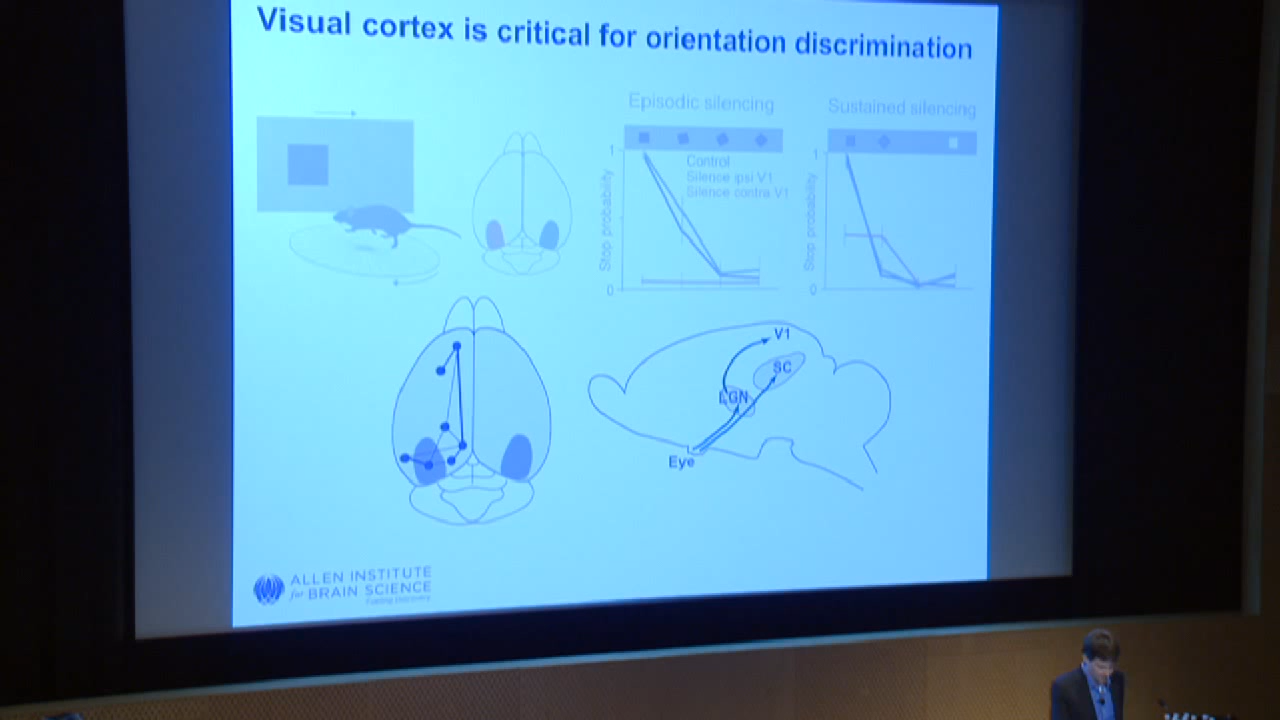 Visual cortex is critical for orientation discrimination
Episodic silencing
Sustained silencing
1
Control
Silence ipsi V1
Silence contra V1
Stop probability
0
1
Stop probability
0
V1
SC
LGN
Eye
ALLEN INSTITUTE
for BRAIN SCIENCE